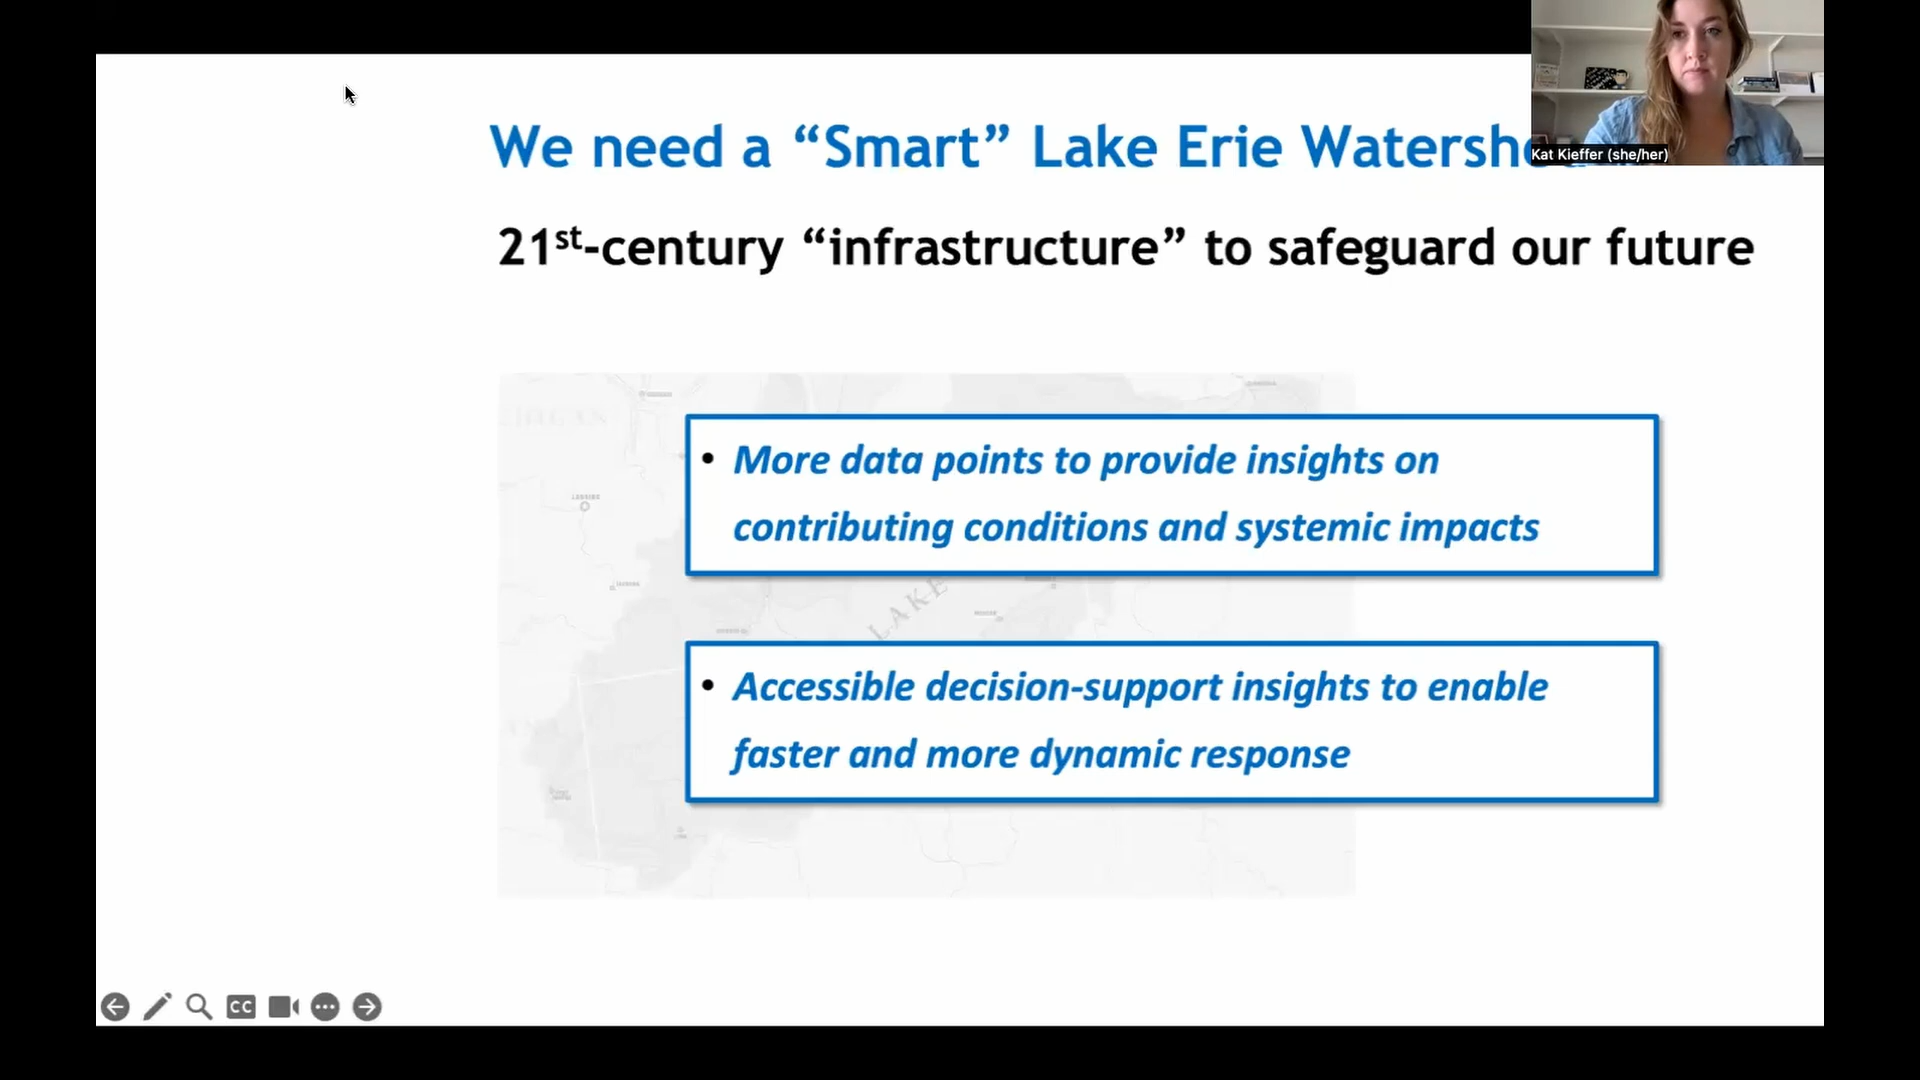 We need a “Smart” Lake Erie
Kat Kieffer (she/her)
21st-century “infrastructure” to safeguard our future
• More data points to provide insights on
contributing conditions and systemic impacts
LANSING
LAKE
• Accessible decision-support insights to enable
faster and more dynamic response
CC